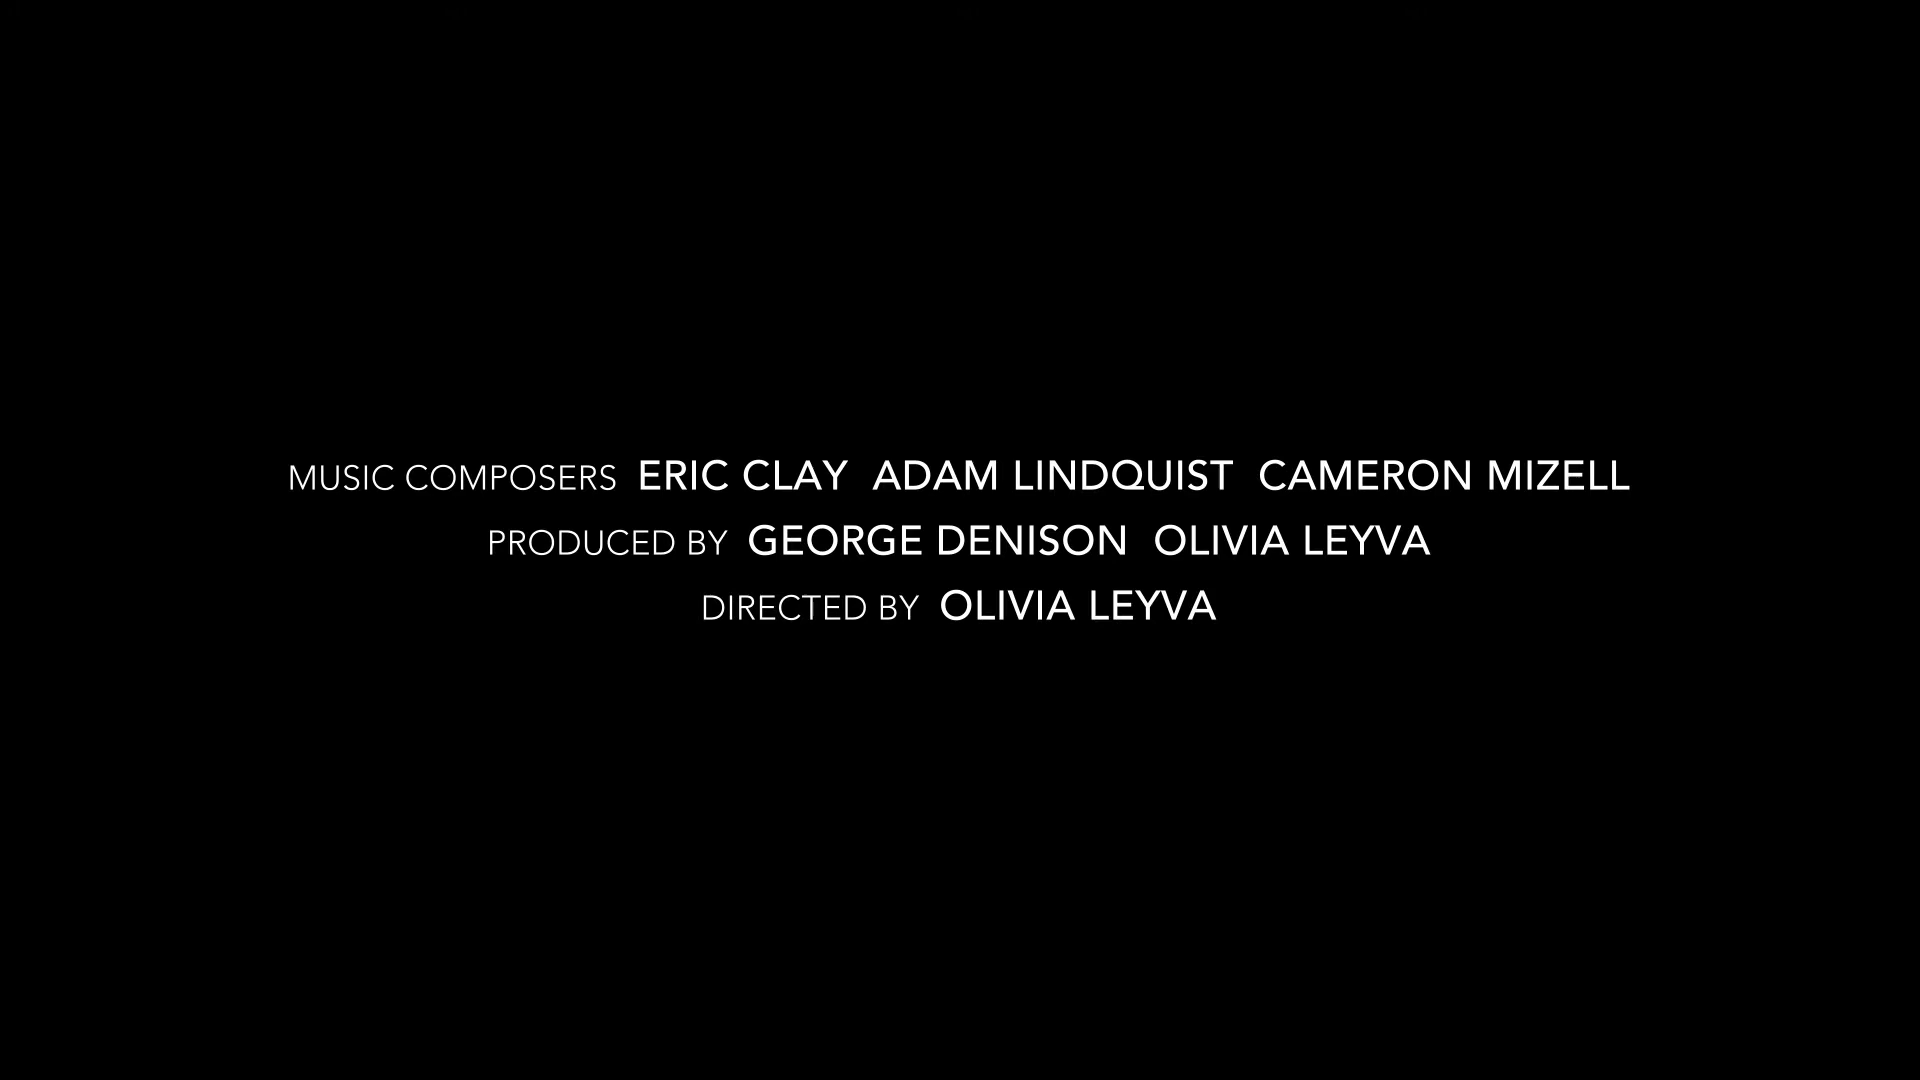 MUSIC COMPOSERS ERIC CLAY ADAM LINDQUIST CAMERON MIZELL
PRODUCED BY GEORGE DENISON OLIVIA LEYVA
DIRECTED BY OLIVIA LEYVA